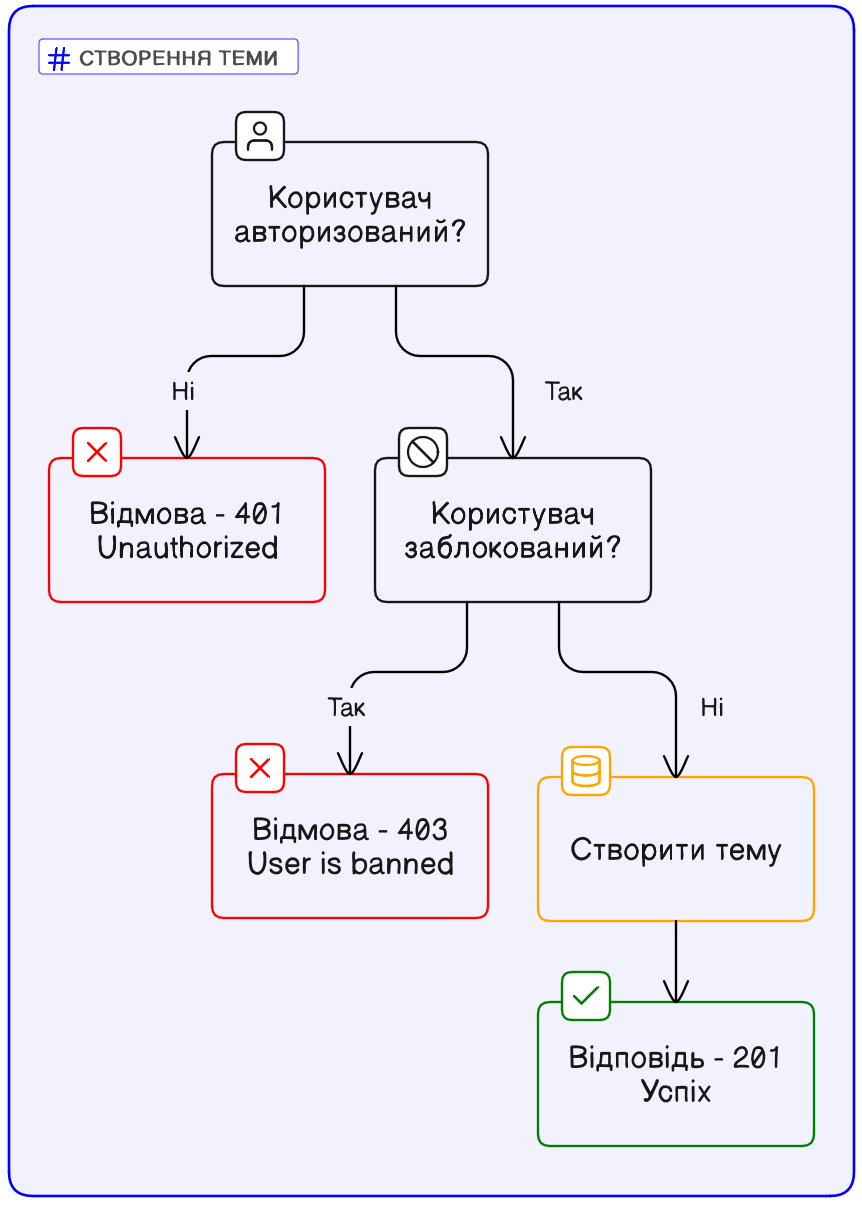 # СТВОРЕННЯ ТЕМИ
Користувач
авторизований?
Ні
Так
Відмова - 401
Unauthorized
Користувач
заблокований?
Так
Ні
Відмова - 403
User is banned
Створити тему
Відповідь - 201
Успіх